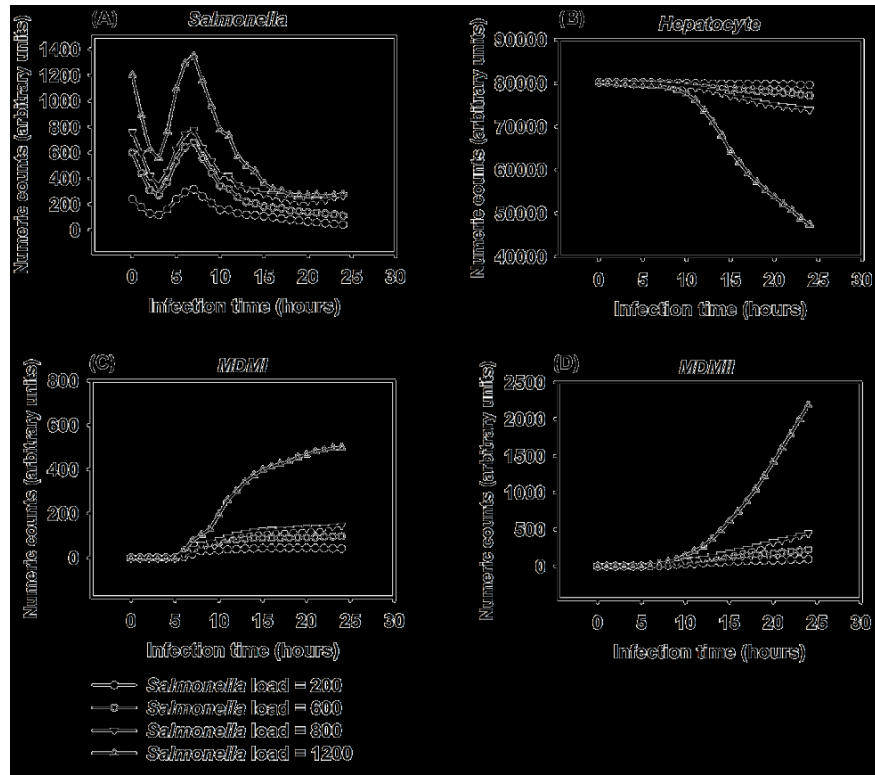 (A) Salmonella
Numeric counts (arbitrary units)
1400
1200
1000
800
600
400
200
0
0 5 10 15 20 25 30
Infection time (hours)
(B) Hepatocyte
Numeric counts (arbitrary units)
90000
80000
70000
60000
50000
40000
0 5 10 15 20 25 30
Infection time (hours)
(C) MDMI
Numeric counts (arbitrary units)
800
600
400
200
0
0 5 10 15 20 25 30
Infection time (hours)
(D) MDMII
Numeric counts (arbitrary units)
2500
2000
1500
1000
500
0
0 5 10 15 20 25 30
Infection time (hours)
Salmonella load = 200
Salmonella load = 600
Salmonella load = 800
Salmonella load = 1200